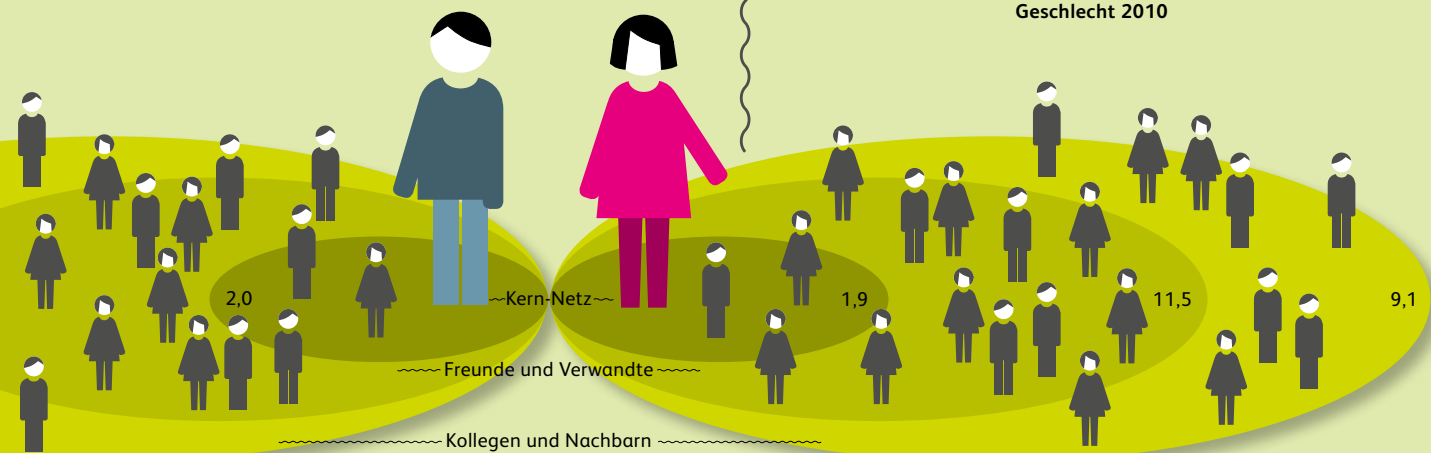 Geschlecht 2010
2,0 Kern-Netz 1,9 11,5 9,1
Freunde und Verwandte
Kollegen und Nachbarn